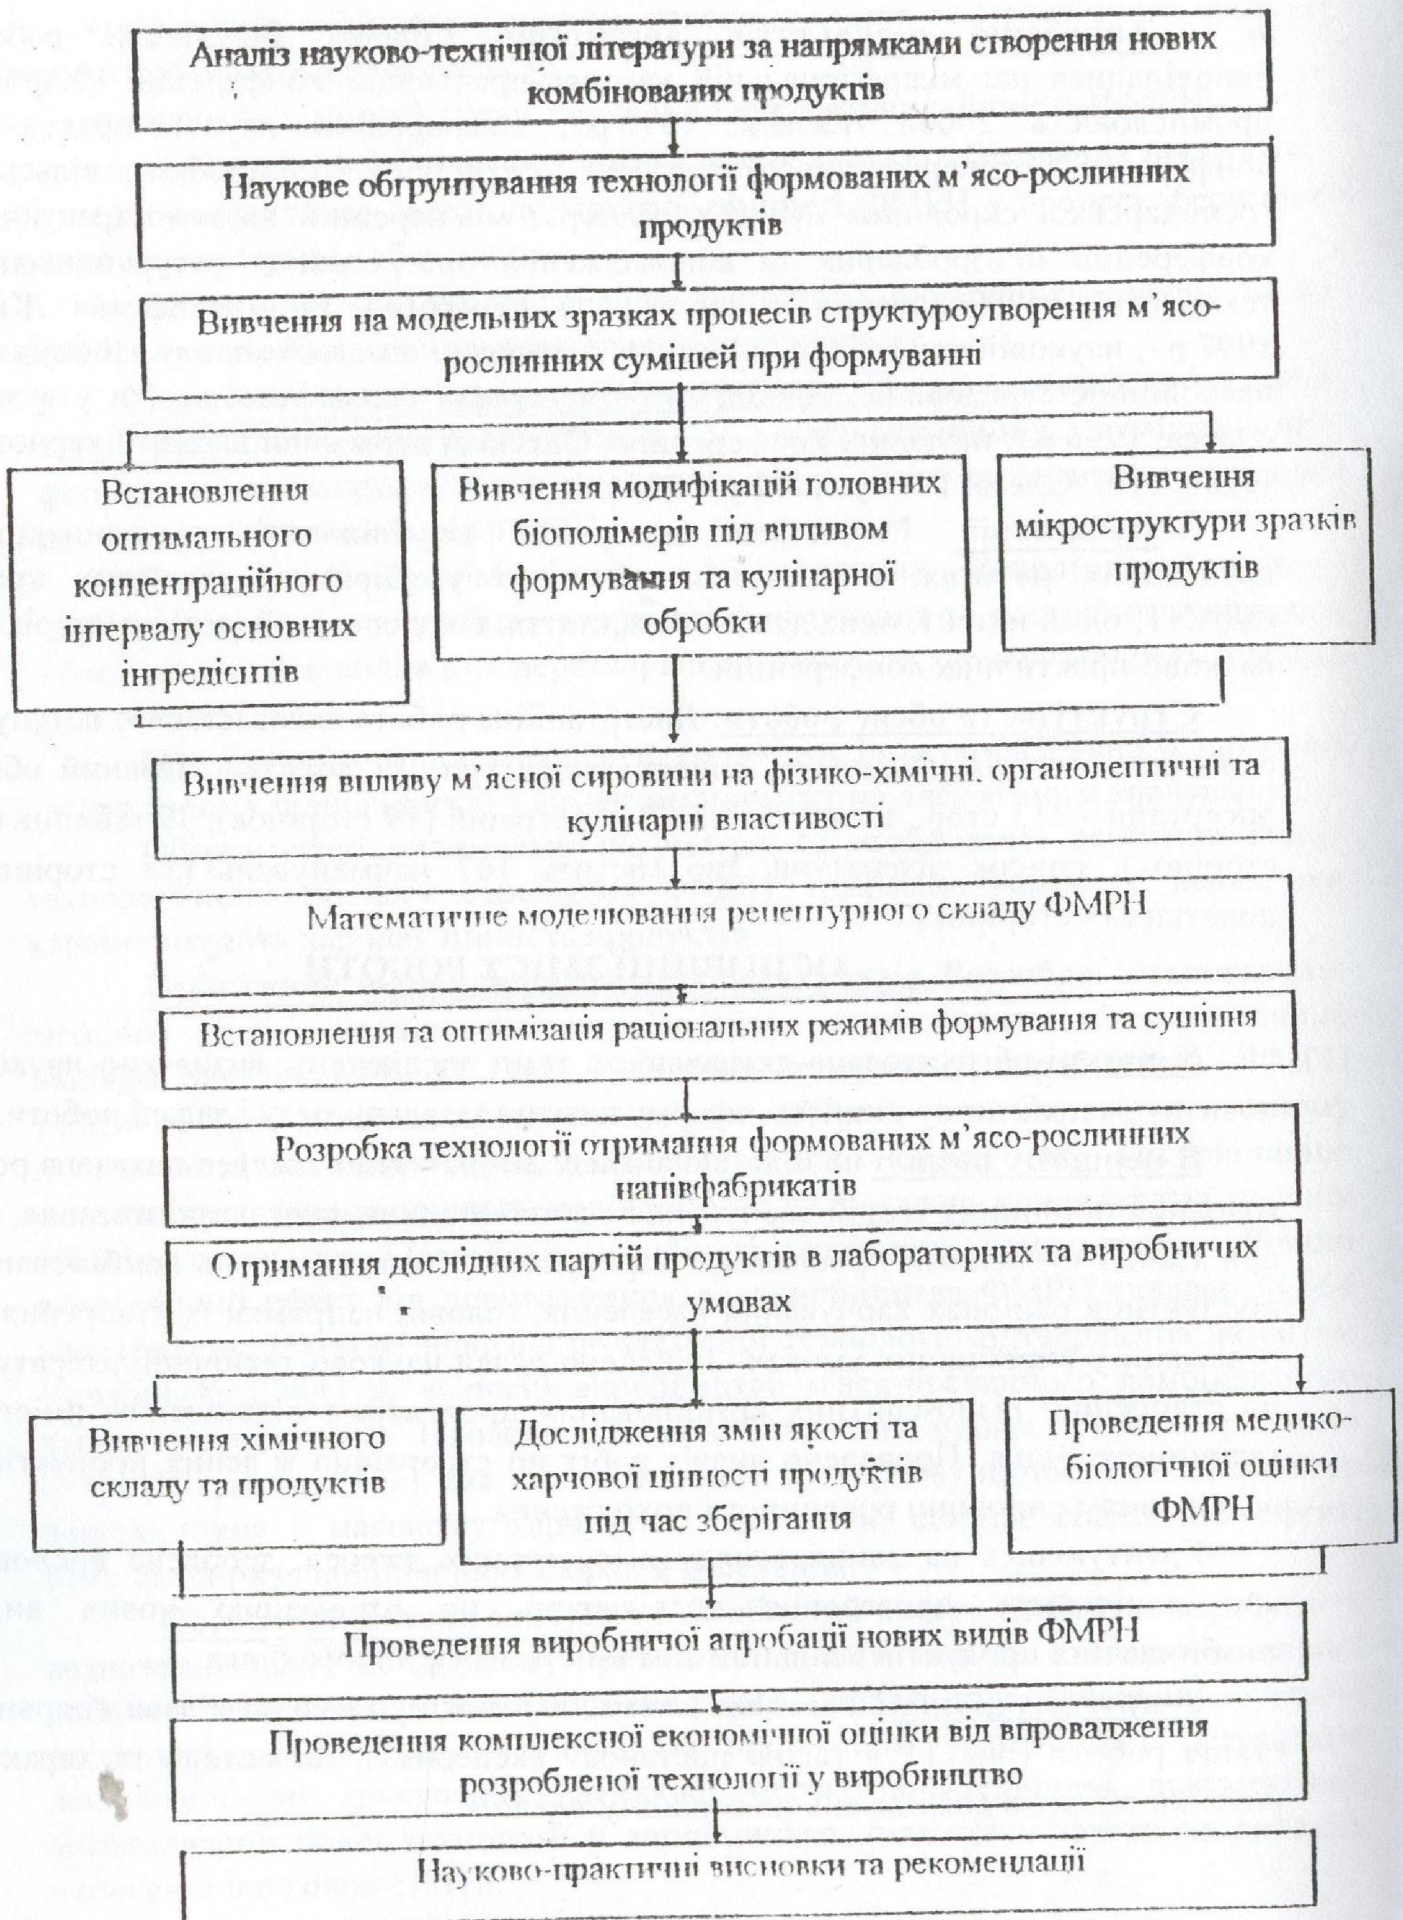 Аналіз науково-технічної літератури за напрямками створення нових
комбінованих продуктів
Наукове обгрунтування технології формованих м'ясо-рослинних
продуктів
Вивчення на модельних зразках процесів структуроутворення м'ясо-
рослинних сумішей при формуванні
Встановлення
оптимального
концентраційного
інтервалу основних
інгредієнтів
Вивчення модифікацій головних
біополімерів під впливом
формування та кулінарної
обробки
Вивчення
мікроструктури зразків
продуктів
Вивчення впливу м'ясної сировини на фізико-хімічні, органолептичні та
кулінарні властивості
Математичне моделювання рецептурного складу ФМРН
Встановлення та оптимізація раціональних режимів формування та сушіння
Розробка технології отримання формованих м'ясо-рослинних
напівфабрикатів
Отримання дослідних партій продуктів в лабораторних та виробничих
умовах
Вивчення хімічного
складу та продуктів
Дослідження змін якості та
харчової цінності продуктів
під час зберігання
Проведення медико-
біологічної оцінки
ФМРН
Проведення виробничої апробації нових видів ФМРН
Проведення комплексної економічної оцінки від впровадження
розробленої технології у виробництво
Науково-практичні висновки та рекомендації